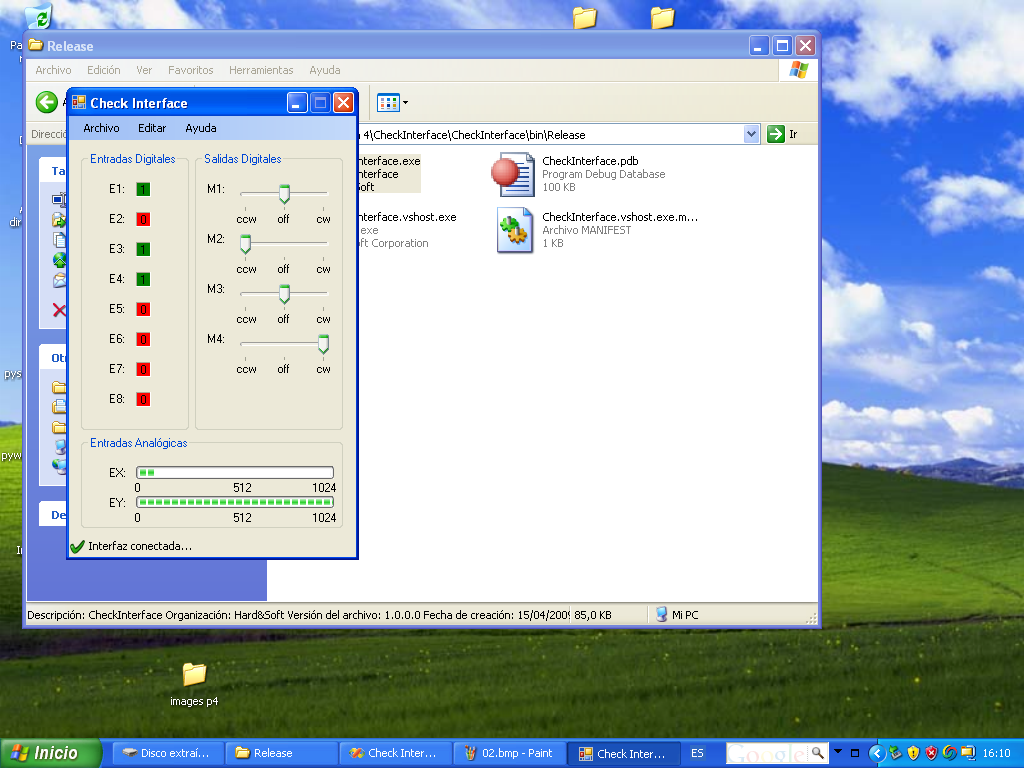 Release
Archivo Edición Ver Favoritos Herramientas Ayuda
Check Interface
Archivo Editar Ayuda
4\CheckInterface\CheckInterface\bin\Release
Ir
Entradas Digitales
E1: 1
E2: 0
E3: 1
E4: 1
E5: 0
E6: 0
E7: 0
E8: 0
Salidas Digitales
M1:
ccw off cw
M2:
ccw off cw
M3:
ccw off cw
M4:
ccw off cw
Entradas Analógicas
EX:
0 512 1024
EY:
0 512 1024
Interfaz conectada...
nterface.exe
nterface
Soft
CheckInterface.pdb
Program Debug Database
100 KB
nterface.vshost.exe
.exe
ft Corporation
CheckInterface.vshost.exe.m...
Archivo MANIFEST
1 KB
Descripción: CheckInterface Organización: Hard&Soft Versión del archivo: 1.0.0.0 Fecha de creación: 15/04/2009 85,0 KB
Mi PC
images p4
Inicio
Disco extraí...
Release
Check Inter...
02.bmp - Paint
Check Inter...
ES
Google
16:10